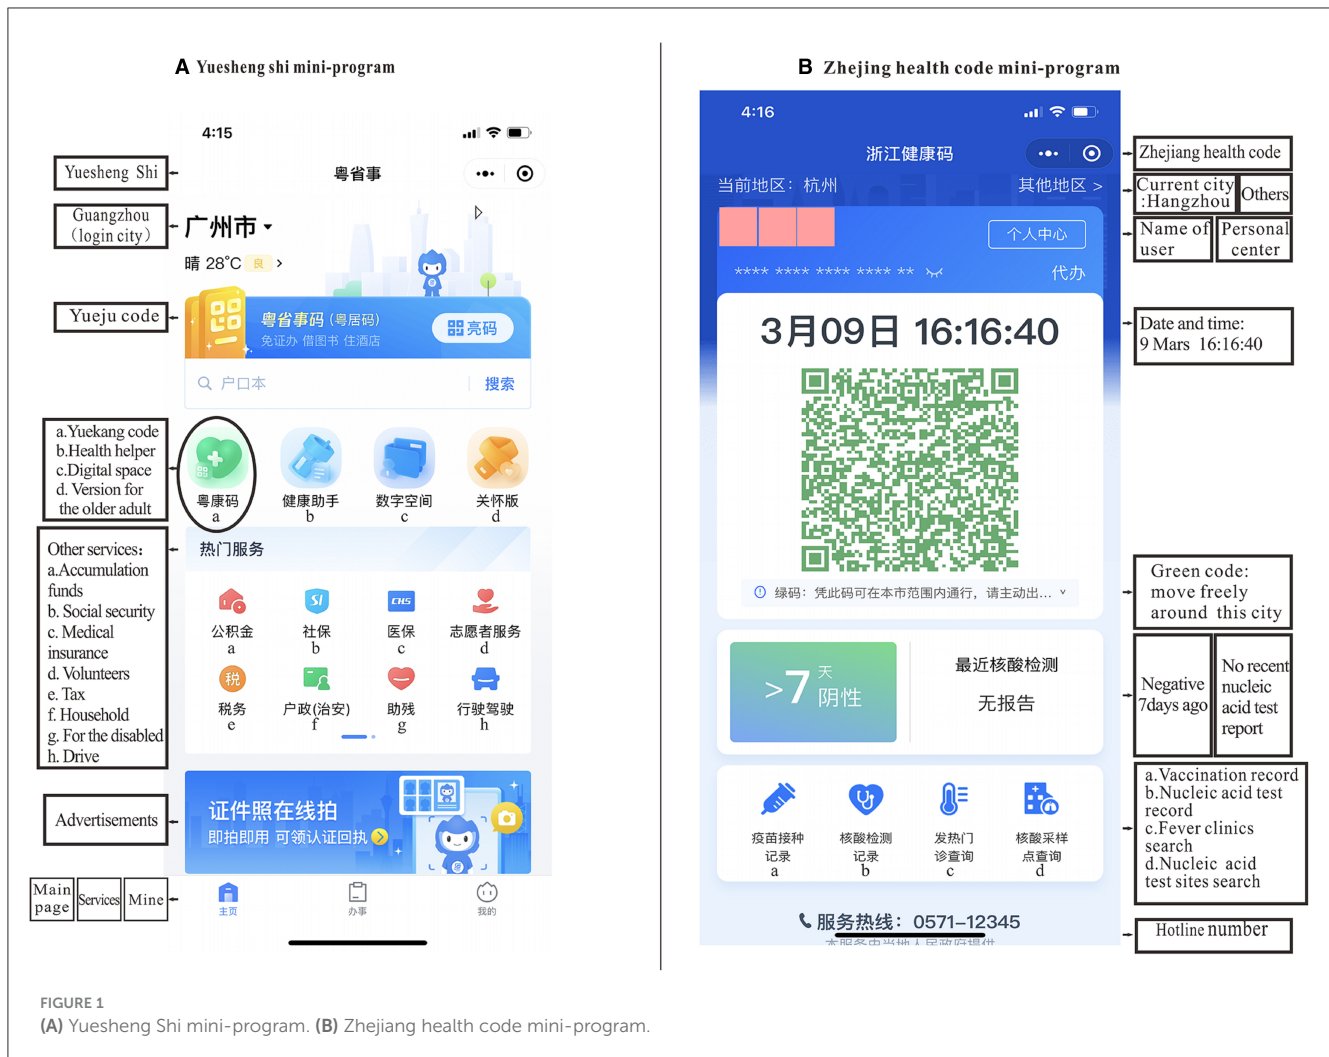 A Yuesheng shi mini-program
4:15
粤省事
Yuesheng Shi
Guangzhou
(login city)
广州市
晴 28°C 良 >
Yueju code
粤省事码 (粤居码)
免证办 借图书 住酒店
亮码
户口本
搜索
a.Yuekang code
b.Health helper
c.Digital space
d. Version for
the older adult
粤康码
a
健康助手
b
数字空间
c
关怀版
d
Other services:
a.Accumulation
funds
b. Social security
c. Medical
insurance
d. Volunteers
e. Tax
f. Household
g. For the disabled
h. Drive
热门服务
公积金
a
SI
社保
b
CHS
医保
c
志愿者服务
d
税
税务
e
户政(治安)
f
助残
g
行驶驾驶
h
Advertisements
证件照在线拍
即拍即用 可领认证回执 >
Main
page
Services
Mine
主页
办事
我的
B Zhejing health code mini-program
4:16
浙江健康码
Zhejiang health code
当前地区：杭州
其他地区 >
Current city
:Hangzhou
Others
个人中心
Name of
user
Personal
center
**** **** **** **** **
代办
3月09日 16:16:40
Date and time:
9 Mars 16:16:40
绿码：凭此码可在本市范围内通行，请主动出...
Green code:
move freely
around this city
>7天
阴性
最近核酸检测
无报告
Negative
7days ago
No recent
nucleic
acid test
report
疫苗接种
记录
a
核酸检测
记录
b
发热门
诊查询
c
核酸采样
点查询
d
a.Vaccination record
b.Nucleic acid test
record
c.Fever clinics
search
d.Nucleic acid
test sites search
服务热线：0571-12345
本服务由当地人民政府提供
Hotline number
FIGURE 1
(A) Yuesheng Shi mini-program. (B) Zhejiang health code mini-program.